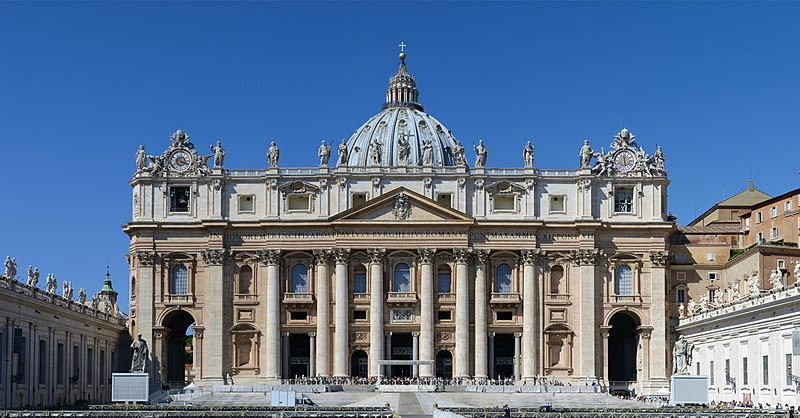 IN HONOREM PRINCIPIS APOST PAVLVS V BVRGHESIVS ROMANVS PONT MAX AN MDCXII PONT VII